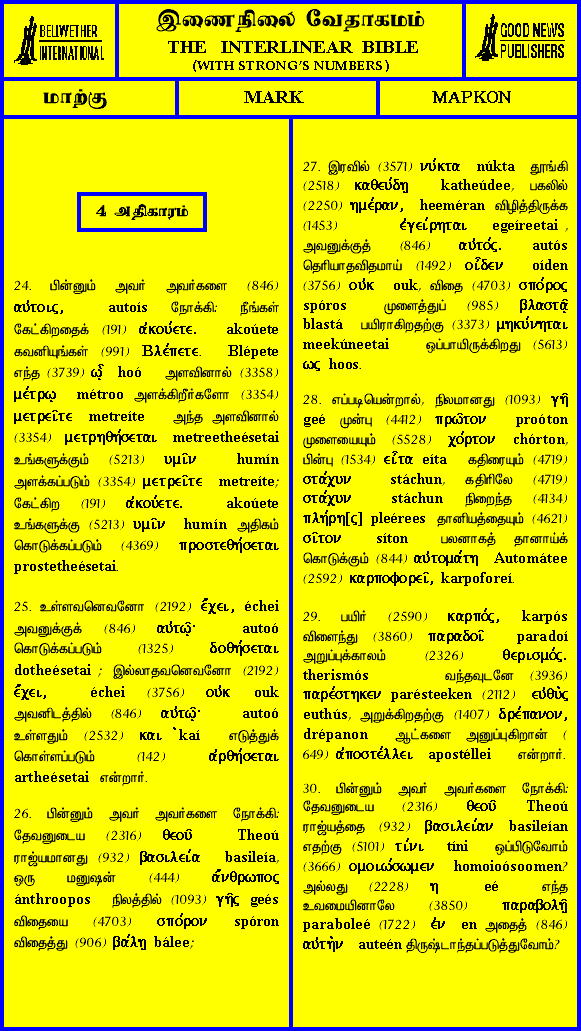 BELLWETHER
INTERNATIONAL
இணைநிலை வேதாகமம்
THE INTERLINEAR BIBLE
(WITH STRONG'S NUMBERS)
GOOD NEWS
PUBLISHERS
மாற்கு
MARK
ΜΑΡΚΟΝ
4 அதிகாரம்
24. பின்னும் அவர் அவர்களை (846)
αύτοις, autoís நோக்கி: நீங்கள்
கேட்கிறதைக் (191) ἀκούετε. akoúete
கவனியுங்கள் (991) Βλέπετε. Blépete
எந்த (3739) ᾧ hoó அளவினால் (3358)
μέτρῳ métroo அளக்கிறீர்களோ (3354)
μετρεῖτε metreíte அந்த அளவினால்
(3354) μετρηθήσεται metreetheésetai
உங்களுக்கும் (5213) υμῖν humín
அளக்கப்படும் (3354) μετρεῖτε metreíte;
கேட்கிற (191) ἀκούετε. akoúete
உங்களுக்கு (5213) υμῖν humín அதிகம்
கொடுக்கப்படும் (4369) προστεθήσεται
prostetheésetai.
25. உள்ளவனெவனோ (2192) ἔχει, échei
அவனுக்குக் (846) αὐτῷ· autoó
கொடுக்கப்படும் (1325) δοθήσεται
dotheésetai ; இல்லாதவனெவனோ (2192)
ἔχει, échei (3756) οὐκ ouk
அவனிடத்தில் (846) αὐτῷ· autoó
உள்ளதும் (2532) και `kaí எடுத்துக்
கொள்ளப்படும் (142) ἀρθήσεται
artheésetai என்றார்.
26. பின்னும் அவர் அவர்களை நோக்கி:
தேவனுடைய (2316) θεοῦ Theoú
ராஜ்யமானது (932) βασιλεία basileía,
ஒரு மனுஷன் (444) ἄνθρωπος
ánthroopos நிலத்தில் (1093) γῆς geés
விதையை (4703) σπόρον spóron
விதைத்து (906) βάλῃ bálee;
27. இரவில் (3571) νύκτα núkta தூங்கி
(2518) καθεύδῃ katheúdee, பகலில்
(2250) ημέραν, heeméran விழித்திருக்க
(1453) ἐγείρηται egeíreetai ,
அவனுக்குத் (846) αὐτός. autós
தெரியாதவிதமாய் (1492) οἶδεν oíden
(3756) οὐκ ouk, விதை (4703) σπόρος
spóros முளைத்துப் (985) βλαστᾷ
blastá பயிராகிறதற்கு (3373) μηκύνηται
meekúneetai ஒப்பாயிருக்கிறது (5613)
ως hoos.
28. எப்படியென்றால், நிலமானது (1093) γῆ
geé முன்பு (4412) πρῶτον proóton
முளையையும் (5528) χόρτον chórton,
பின்பு (1534) εἶτα eíta கதிரையும் (4719)
στάχυν stáchun, கதிரிலே (4719)
στάχυν stáchun நிறைந்த (4134)
πλήρη[ς] pleérees தானியத்தையும் (4621)
σῖτον síton பலனாகத் தானாய்க்
கொடுக்கும் (844) αὐτομάτη Automátee
(2592) καρποφορεῖ, karpoforeí.
29. பயிர் (2590) καρπός, karpós
விளைந்து (3860) παραδοῖ paradoí
அறுப்புக்காலம் (2326) θερισμός.
therismós வந்தவுடனே (3936)
παρέστηκεν parésteeken (2112) εὐθὺς
euthús, அறுக்கிறதற்கு (1407) δρέπανον,
drépanon ஆட்களை அனுப்புகிறான் (
649) ἀποστέλλει apostéllei என்றார்.
30. பின்னும் அவர் அவர்களை நோக்கி:
தேவனுடைய (2316) θεοῦ Theoú
ராஜ்யத்தை (932) βασιλείαν basileían
எதற்கு (5101) τίνι tíni ஒப்பிடுவோம்
(3666) ομοιώσωμεν homoioósoomen?
அல்லது (2228) η eé எந்த
உவமையினாலே (3850) παραβολῇ
paraboleé (1722) ἐν en அதைத் (846)
αὐτὴν auteén திருஷ்டாந்தப்படுத்துவோம்?